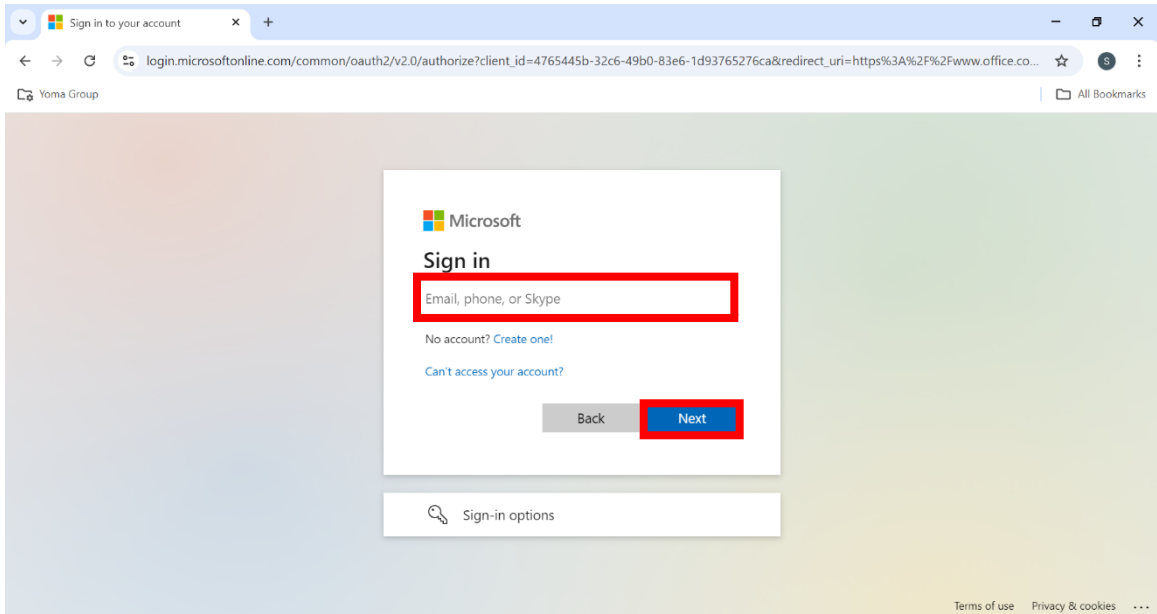 Sign in to your account
login.microsoftonline.com/common/oauth2/v2.0/authorize?client_id=4765445b-32c6-49b0-83e6-1d93765276ca&redirect_uri=https%3A%2F%2Fwww.office.co...
S
Yoma Group
All Bookmarks
Microsoft
Sign in
Email, phone, or Skype
No account? Create one!
Can't access your account?
Back Next
Sign-in options
Terms of use Privacy & cookies ...